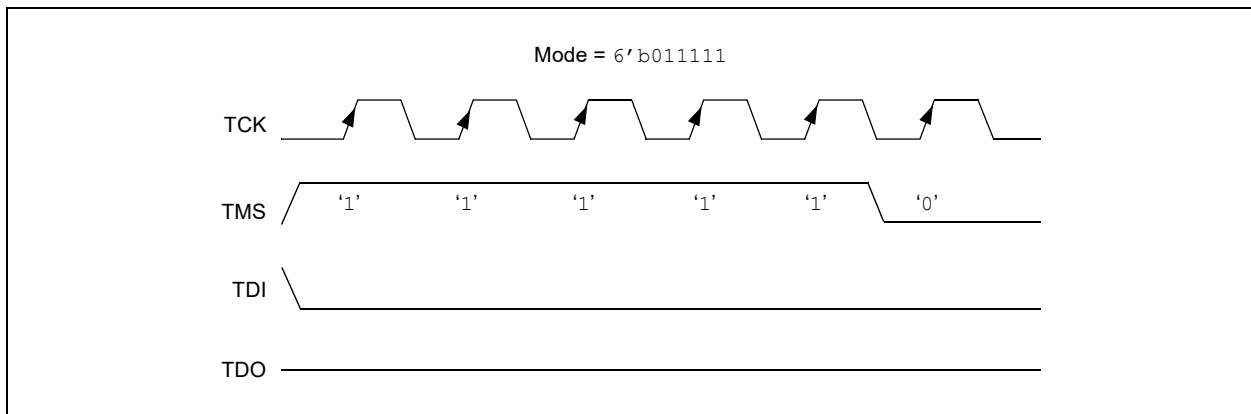 Mode = 6’b011111
TCK
TMS
‘1’ ‘1’ ‘1’ ‘1’ ‘1’ ‘0’
TDI
TDO